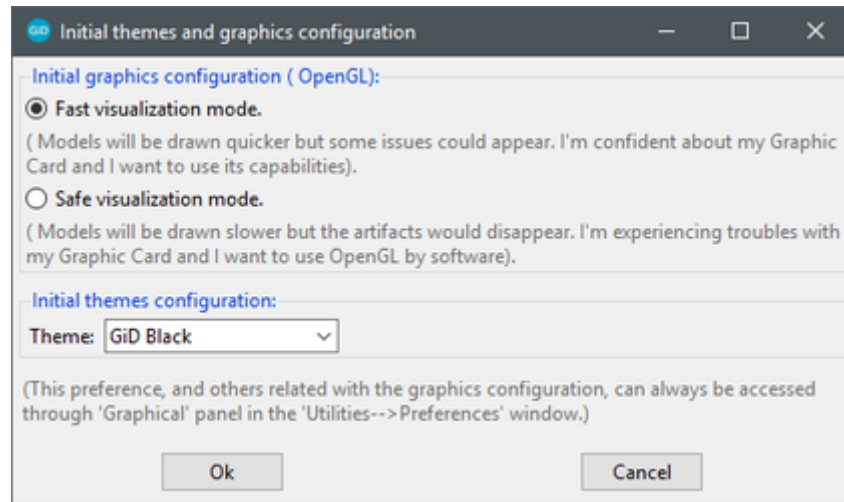 GiD Initial themes and graphics configuration
Initial graphics configuration ( OpenGL):
Fast visualization mode.
( Models will be drawn quicker but some issues could appear. I'm confident about my Graphic
Card and I want to use its capabilities).
Safe visualization mode.
( Models will be drawn slower but the artifacts would disappear. I'm experiencing troubles with
my Graphic Card and I want to use OpenGL by software).
Initial themes configuration:
Theme: GiD Black
(This preference, and others related with the graphics configuration, can always be accessed
through 'Graphical' panel in the 'Utilities-->Preferences' window.)
Ok Cancel